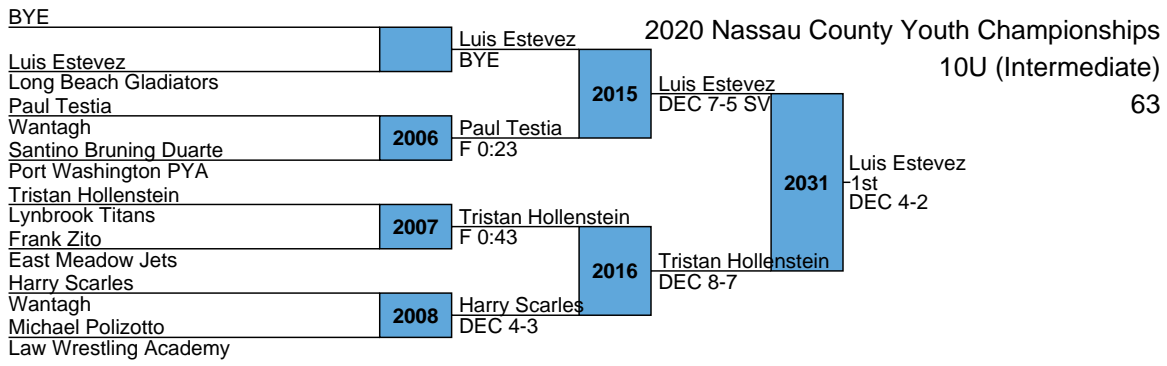 2020 Nassau County Youth Championships
10U (Intermediate)
63
BYE
Luis Estevez
Long Beach Gladiators
Paul Testia
Wantagh
Santino Bruning Duarte
Port Washington PYA
Tristan Hollenstein
Lynbrook Titans
Frank Zito
East Meadow Jets
Harry Scarles
Wantagh
Michael Polizotto
Law Wrestling Academy
2006
2007
2008
Luis Estevez
BYE
Paul Testia
F 0:23
Tristan Hollenstein
F 0:43
Harry Scarles
DEC 4-3
2015
2016
Luis Estevez
DEC 7-5 SV
Tristan Hollenstein
DEC 8-7
2031
Luis Estevez
1st
DEC 4-2